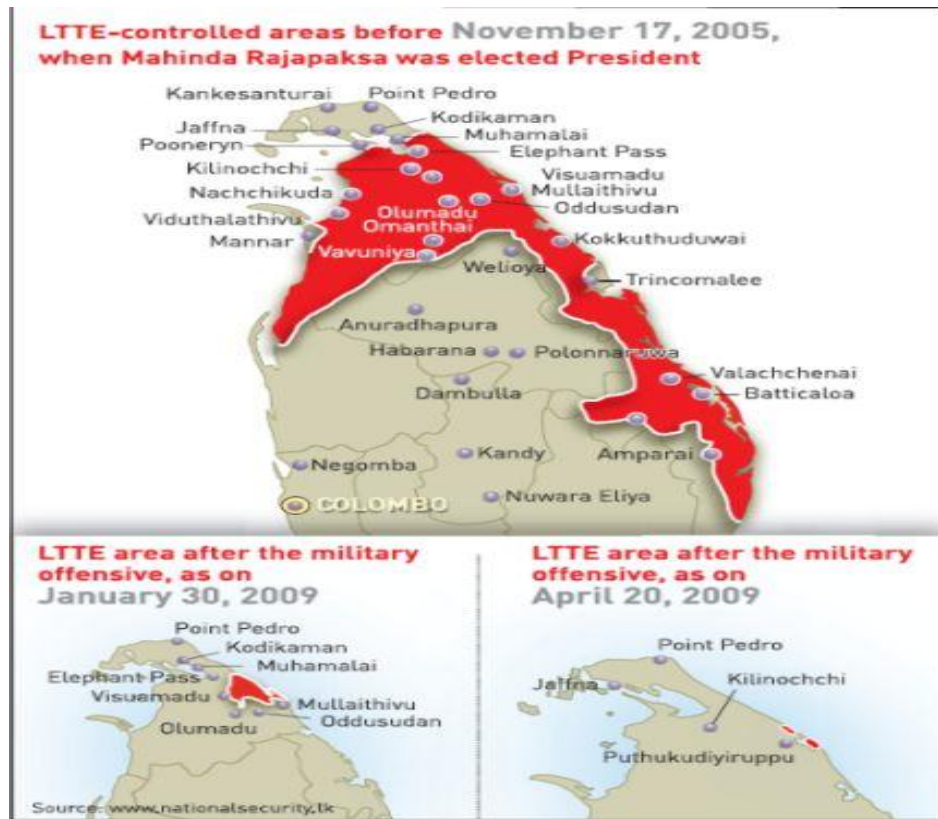 LTTE-controlled areas before November 17, 2005,
when Mahinda Rajapaksa was elected President
Kankesanturai
Point Pedro
Kodikaman
Jaffna
Muhamalai
Pooneryn
Elephant Pass
Kilinochchi
Visuamadu
Nachchikuda
Mullaithivu
Oddusudan
Viduthalathivu
Olumadu
Omanthai
Mannar
Kokkuthuduwai
Vavuniya
Welioya
Trincomalee
Anuradhapura
Habarana
Polonnaruwa
Valachchenai
Dambulla
Batticaloa
Kandy
Amparai
Negomba
Nuwara Eliya
COLOMBO
LTTE area after the military
offensive, as on
January 30, 2009
Point Pedro
Kodikaman
Muhamalai
Elephant Pass
Visuamadu
Mullaithivu
Oddusudan
Olumadu
Source: www.nationalsecurity.lk
LTTE area after the military
offensive, as on
April 20, 2009
Point Pedro
Jaffna
Kilinochchi
Puthukudiyiruppu